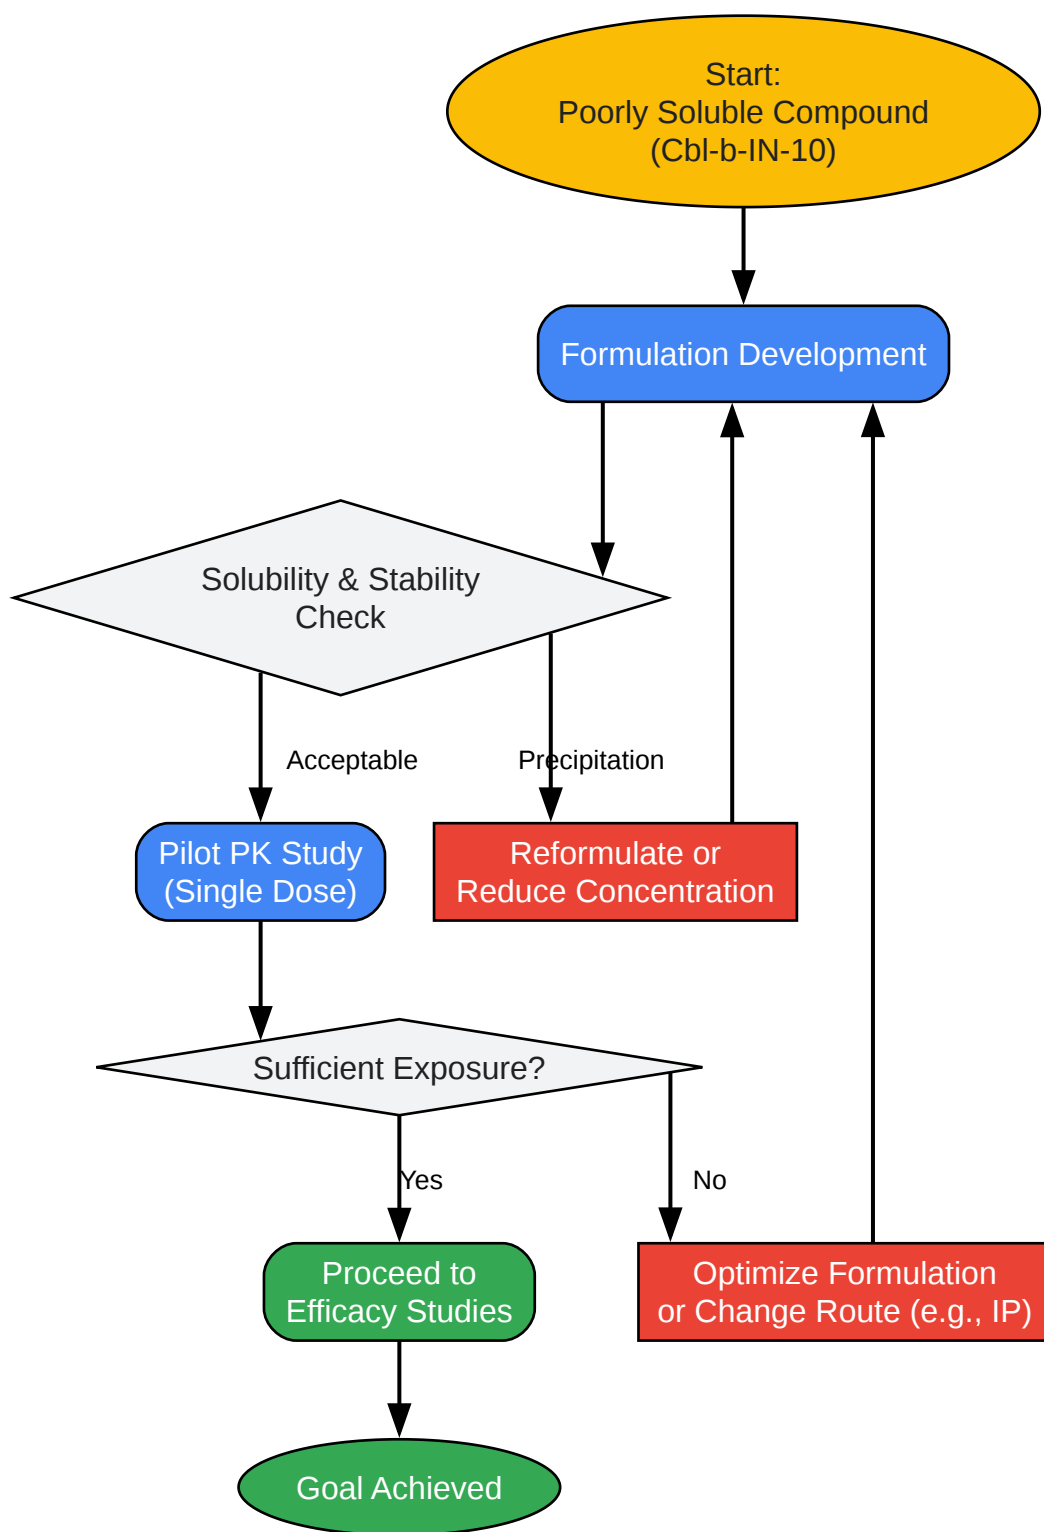 Start:
Poorly Soluble Compound
(Cbl-b-IN-10)
Formulation Development
Solubility & Stability
Check
Acceptable
Precipitation
Pilot PK Study
(Single Dose)
Reformulate or
Reduce Concentration
Sufficient Exposure?
Yes
No
Proceed to
Efficacy Studies
Optimize Formulation
or Change Route (e.g., IP)
Goal Achieved